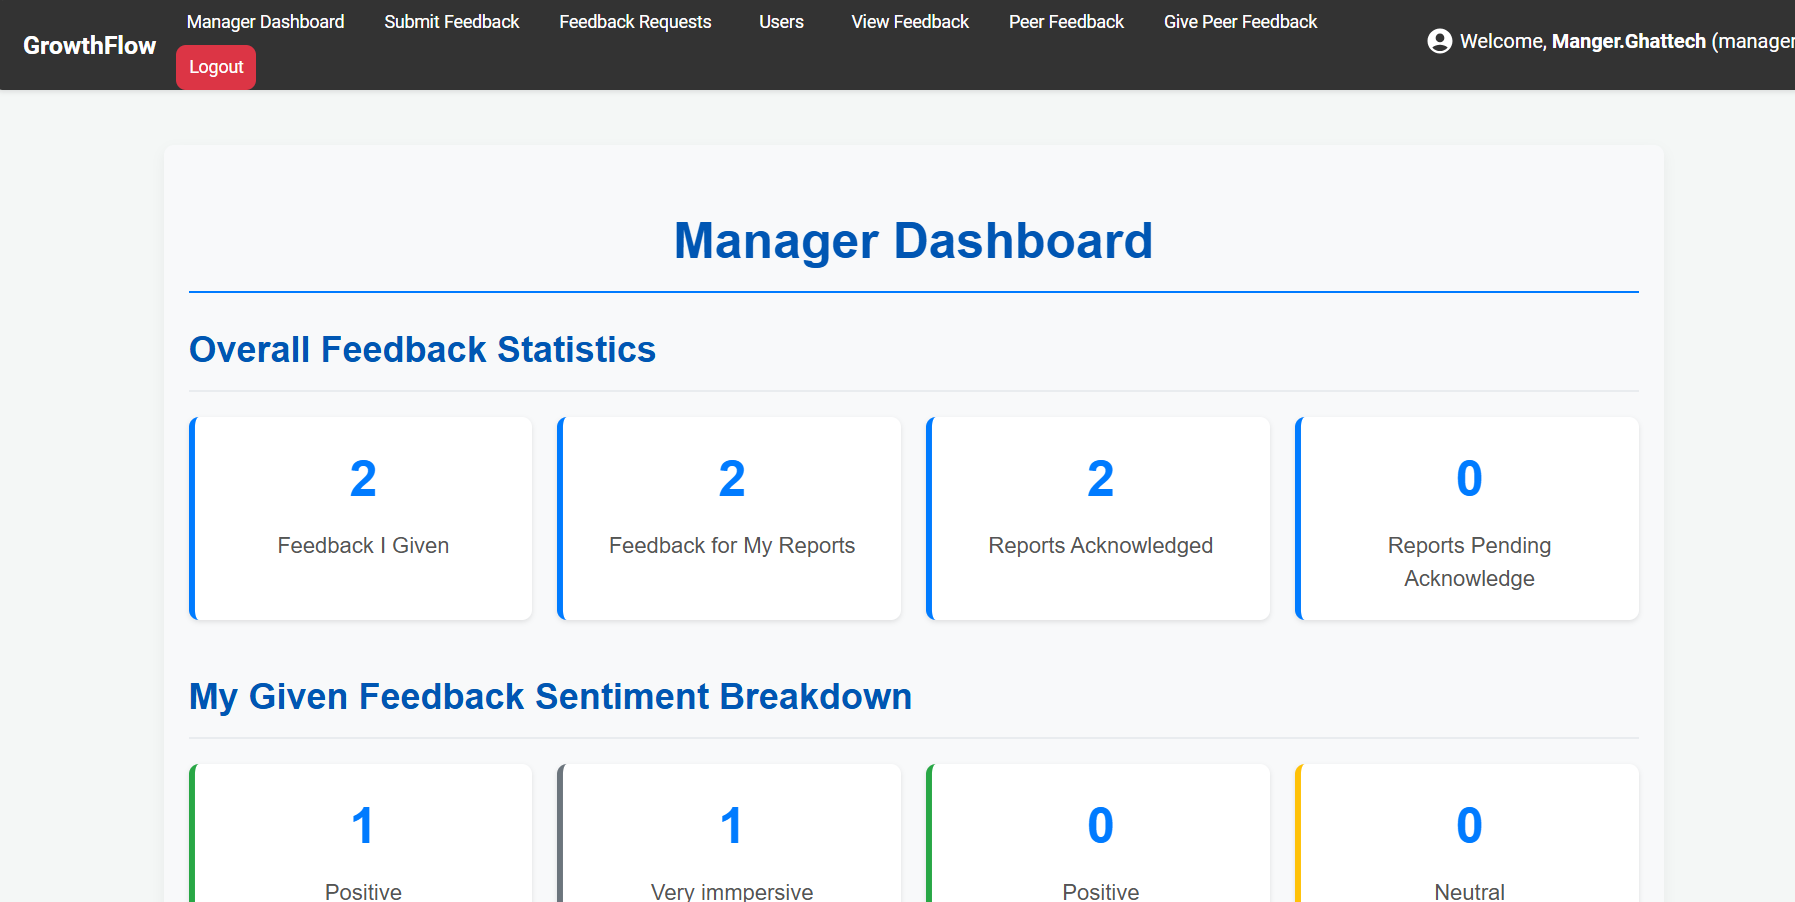 GrowthFlow
Manager Dashboard Submit Feedback Feedback Requests Users View Feedback Peer Feedback Give Peer Feedback
Logout
Welcome, Manger.Ghattech (manager
Manager Dashboard
Overall Feedback Statistics
2
Feedback I Given
2
Feedback for My Reports
2
Reports Acknowledged
0
Reports Pending
Acknowledge
My Given Feedback Sentiment Breakdown
1
Positive
1
Very immpersive
0
Positive
0
Neutral